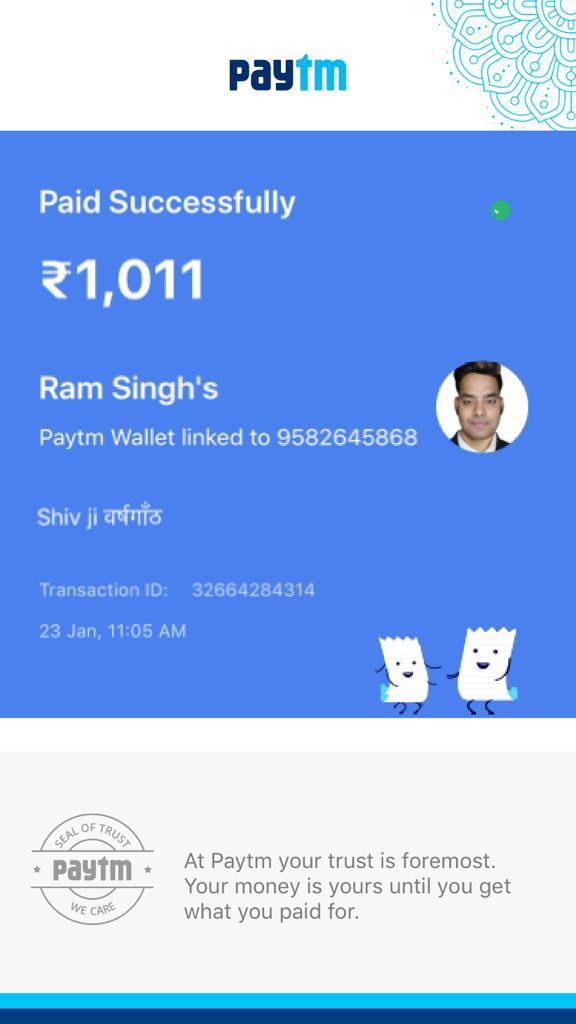 paytm
Paid Successfully
₹1,011
Ram Singh's
Paytm Wallet linked to 9582645868
Shiv ji वर्षगाँठ
Transaction ID: 32664284314
23 Jan, 11:05 AM
SEAL OF TRUST
paytm
WE CARE
At Paytm your trust is foremost.
Your money is yours until you get
what you paid for.